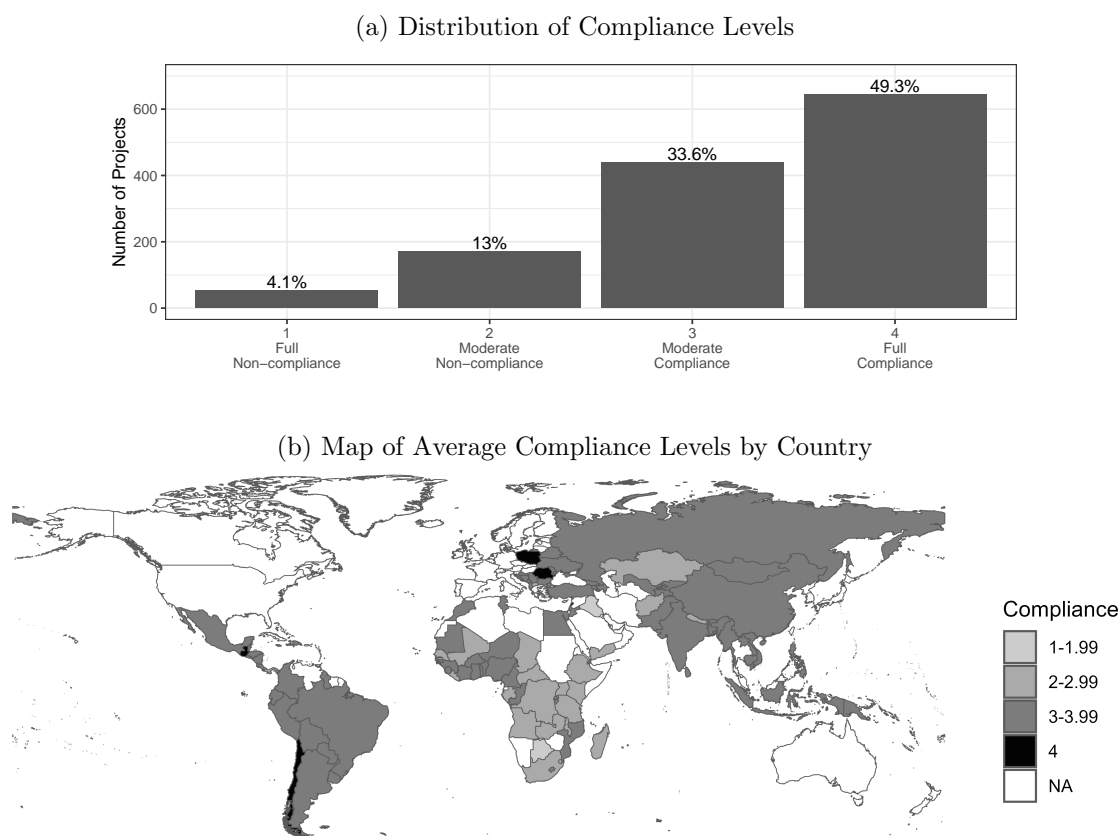 (a) Distribution of Compliance Levels
49.3%
600
33.6%
400
Number of Projects
13%
200
4.1%
0
1
2
3
4
Full
Moderate
Moderate
Full
Non−compliance
Non−compliance
Compliance
Compliance
(b) Map of Average Compliance Levels by Country
Compliance
1-1.99
2-2.99
3-3.99
4
NA